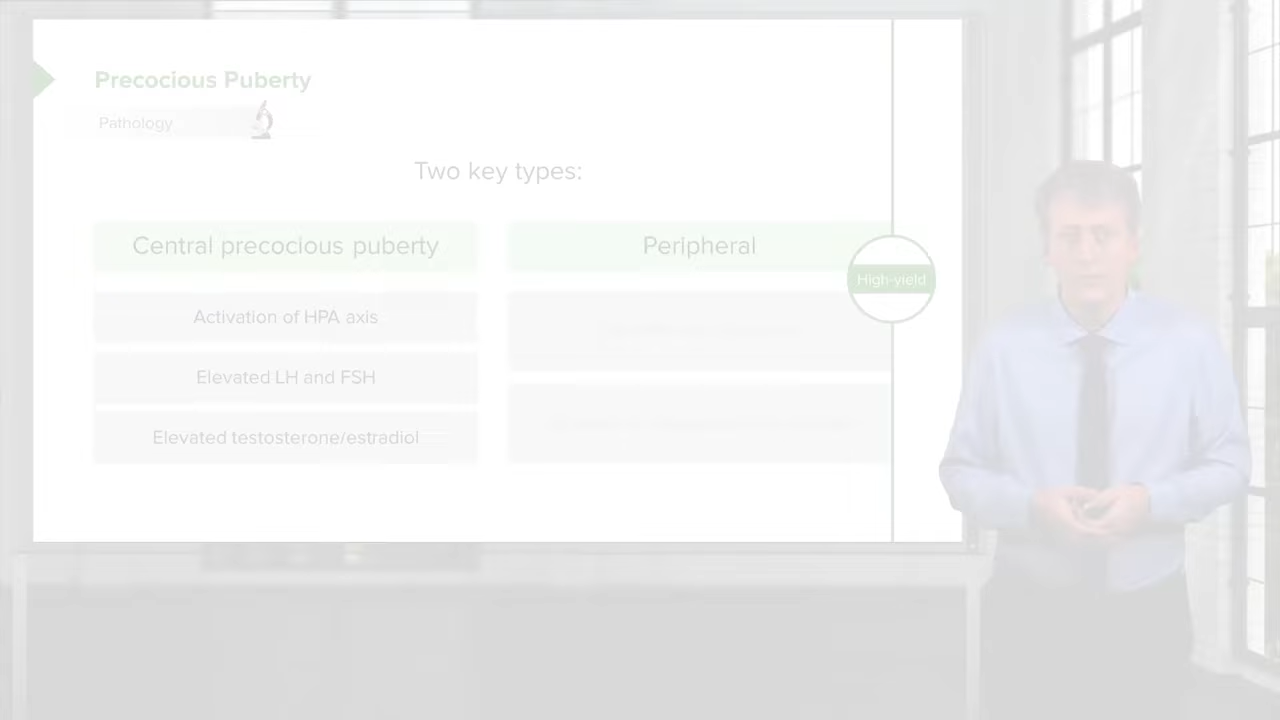 Precocious Puberty
Pathology
Two key types:
Central precocious puberty
Peripheral
High-yield
Activation of HPA axis
Elevated LH and FSH
Elevated testosterone/estradiol